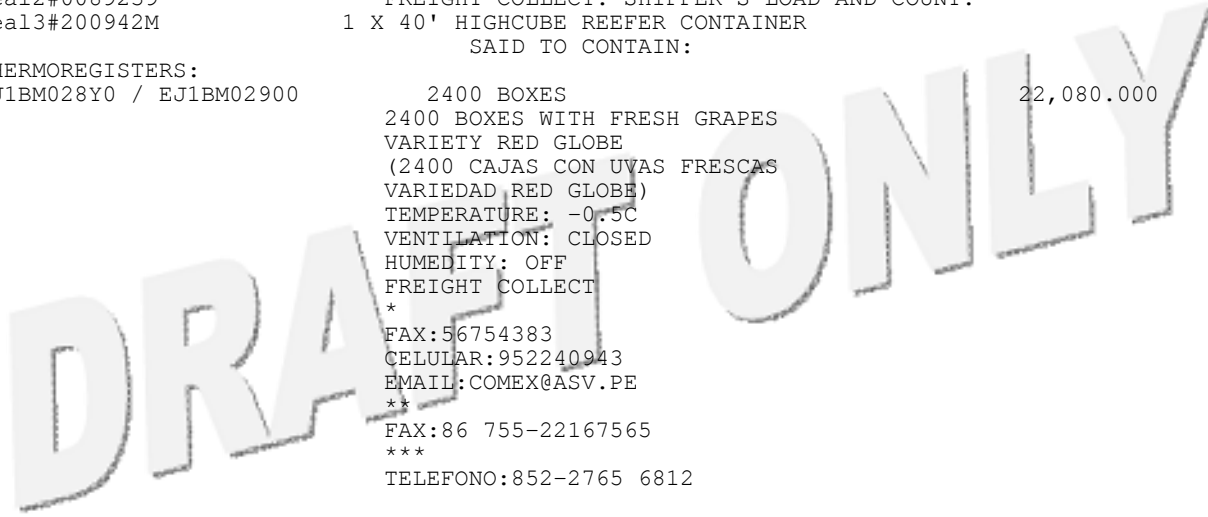 FREIGHT COLLECT. SHIPPER'S LOAD AND COUNT.
eal3#200942M 1 X 40' HIGHCUBE REEFER CONTAINER
SAID TO CONTAIN:
HERMOREGISTERS:
J1BM028Y0 / EJ1BM02900 2400 BOXES 22,080.000
2400 BOXES WITH FRESH GRAPES
VARIETY RED GLOBE
(2400 CAJAS CON UVAS FRESCAS
VARIEDAD RED GLOBE)
TEMPERATURE: -0.5C
VENTILATION: CLOSED
HUMEDITY: OFF
FREIGHT COLLECT
*
FAX:56754383
CELULAR:952240943
EMAIL:COMEX@ASV.PE
**
FAX:86 755-22167565
***
TELEFONO:852-2765 6812
DRAFT ONLY